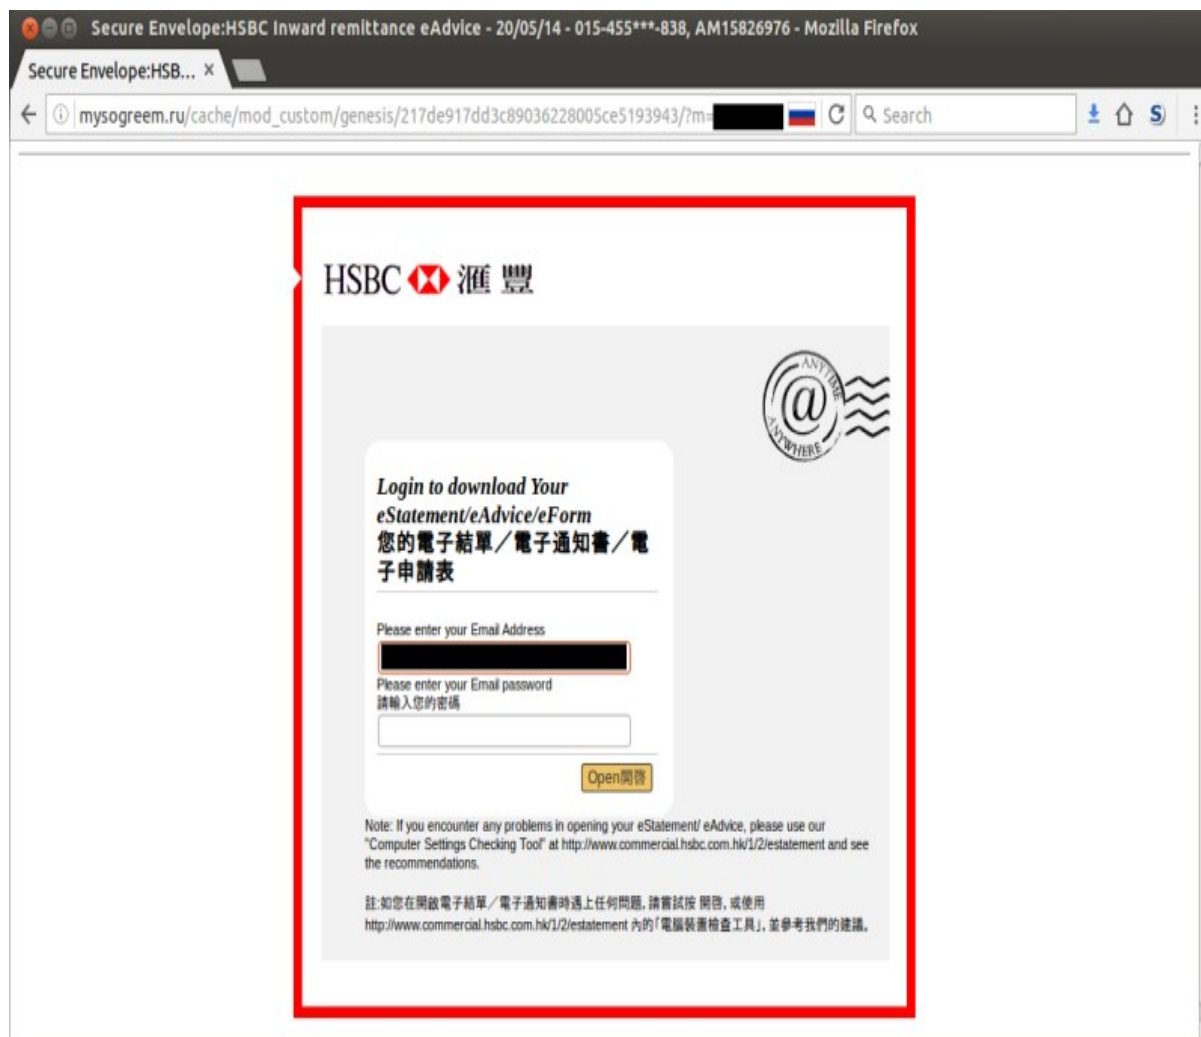 Secure Envelope:HSBC Inward remittance eAdvice - 20/05/14 - 015-455***-838, AM15826976 - Mozilla Firefox
Secure Envelope:HSB... ×
mysogreem.ru/cache/mod_custom/genesis/217de917dd3c89036228005ce5193943/?m=
Search
HSBC 滙豐
ANYTIME
@
ANYWHERE
Login to download Your
eStatement/eAdvice/eForm
您的電子結單／電子通知書／電
子申請表
Please enter your Email Address
Please enter your Email password
請輸入您的密碼
Open開啓
Note: If you encounter any problems in opening your eStatement/ eAdvice, please use our
"Computer Settings Checking Tool" at http://www.commercial.hsbc.com.hk/1/2/estatement and see
the recommendations.
註:如您在開啟電子結單／電子通知書時遇上任何問題, 請嘗試按 開啓, 或使用
http://www.commercial.hsbc.com.hk/1/2/estatement 內的「電腦裝置檢查工具」, 並參考我們的建議。